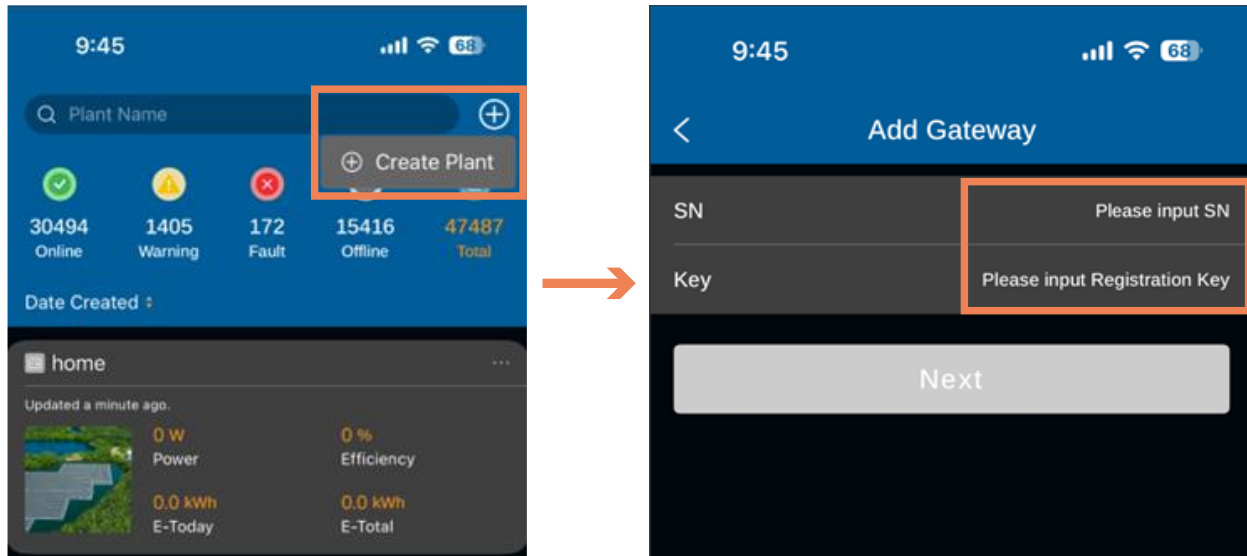 9:45
68
Plant Name
Create Plant
30494 1405 172 15416 47487
Online Warning Fault Offline Total
Date Created
home
...
Updated a minute ago.
0 W 0 %
Power Efficiency
0.0 kWh 0.0 kWh
E-Today E-Total
9:45
68
Add Gateway
SN Please input SN
Key Please input Registration Key
Next